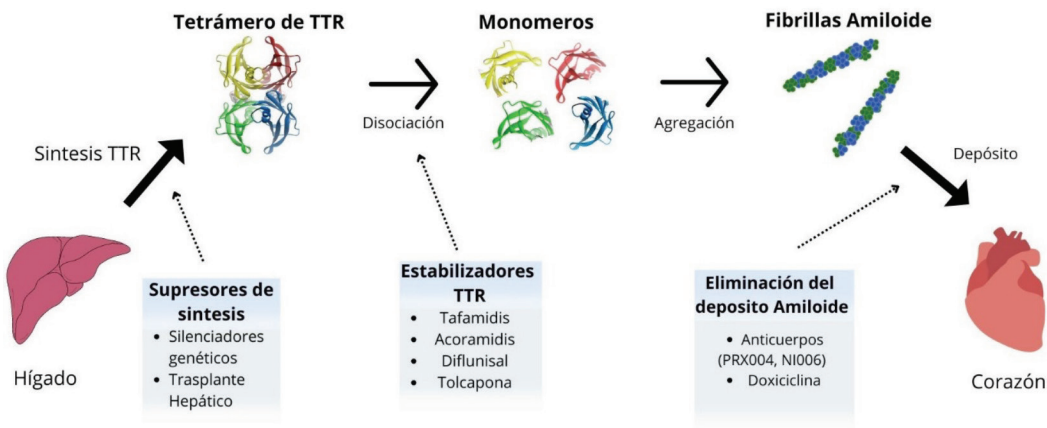 Tetrámero de TTR
Monomeros
Fibrillas Amiloide
Disociación
Agregación
Sintesis TTR
Depósito
Hígado
Supresores de
sintesis
• Silenciadores
genéticos
• Trasplante
Hepático
Estabilizadores
TTR
• Tafamidis
• Acoramidis
• Diflunisal
• Tolcapona
Eliminación del
deposito Amiloide
• Anticuerpos
(PRX004, NI006)
• Doxiciclina
Corazón